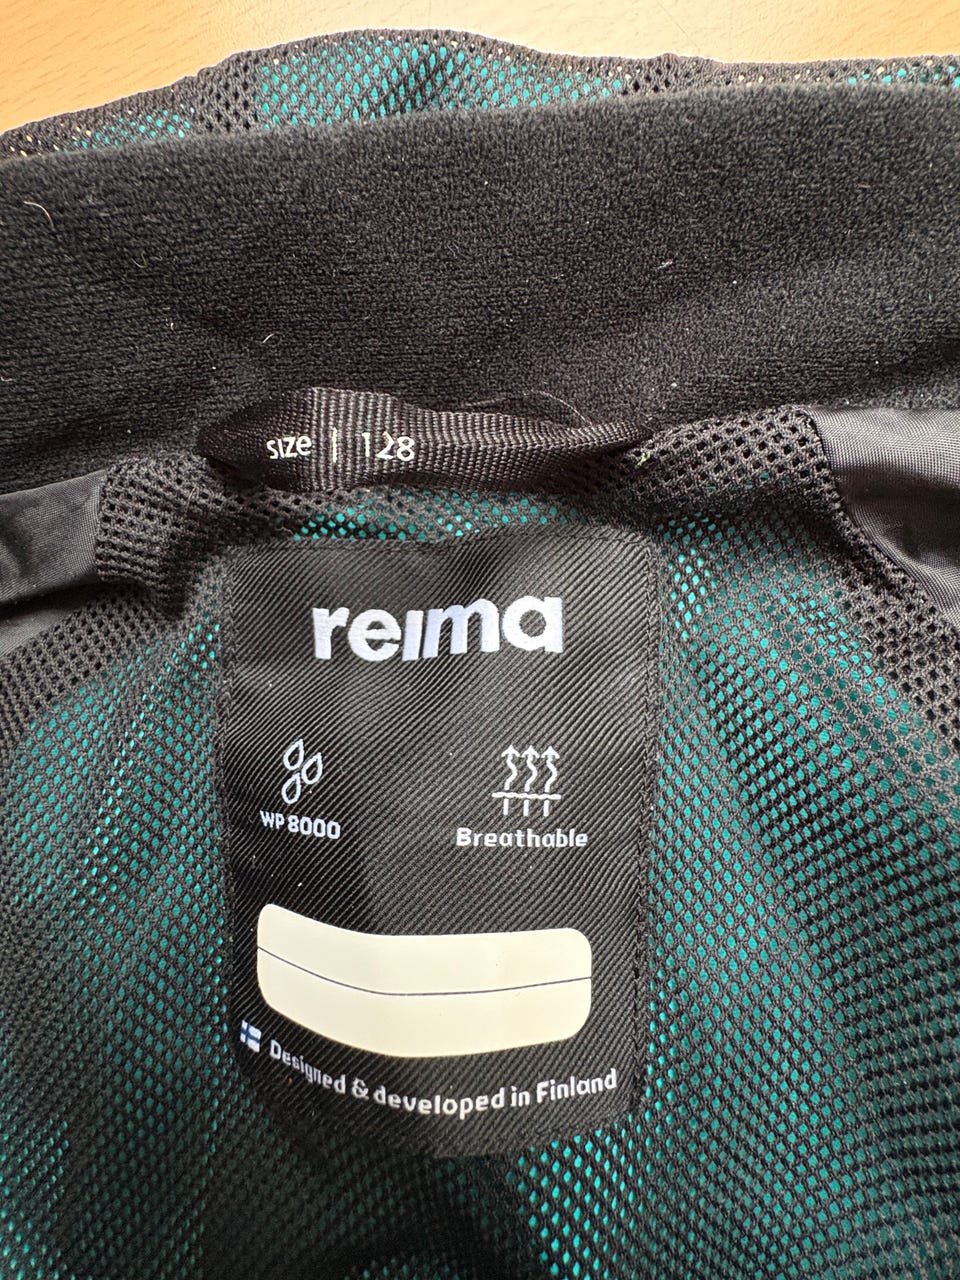 size | 128
reima
WP 8000
Breathable
Designed & developed in Finland